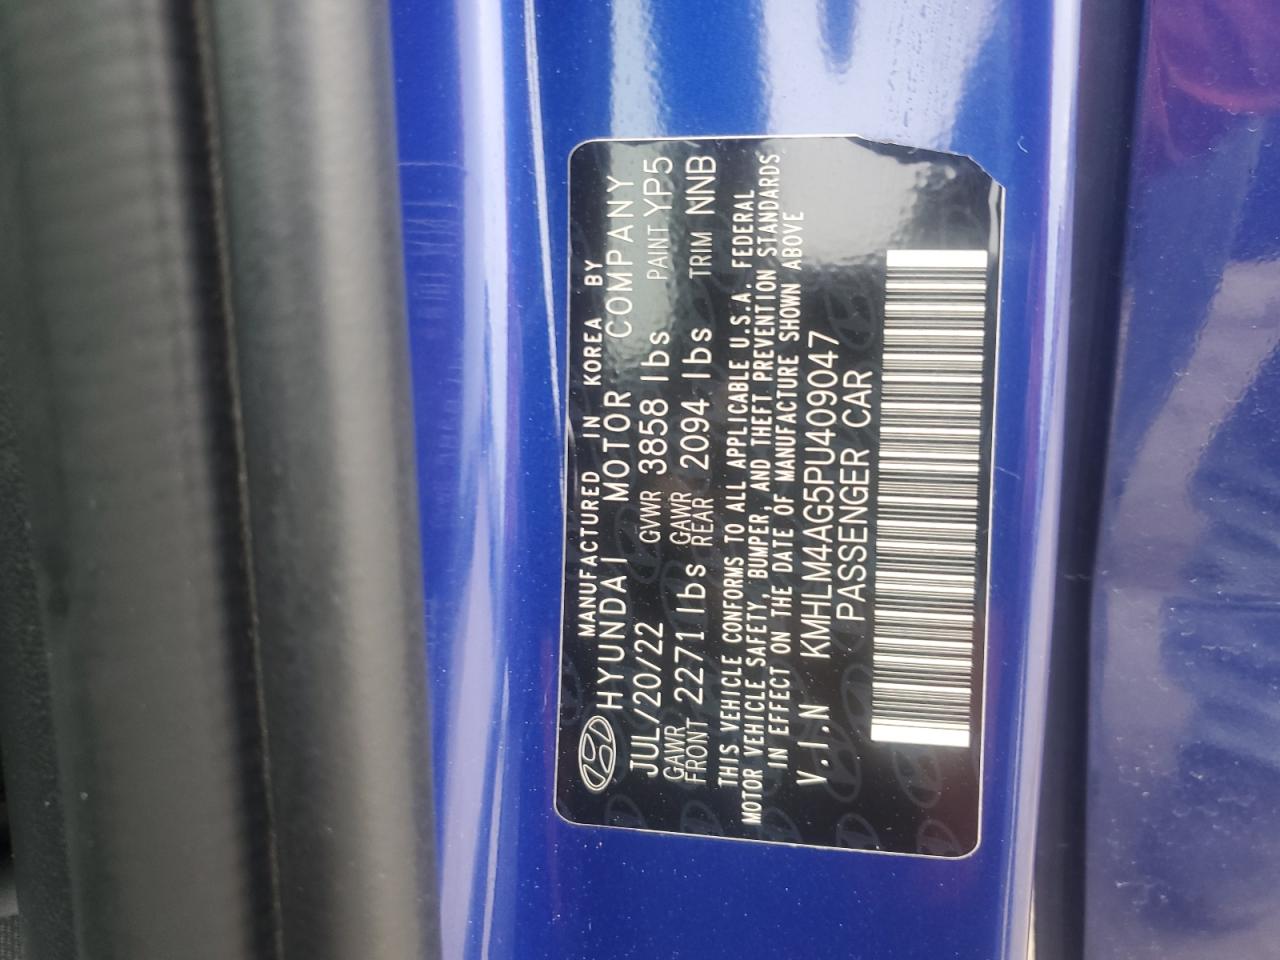 MANUFACTURED IN KOREA BY
HYUNDAI MOTOR COMPANY
JUL/20/22 GVWR 3858 lbs PAINT YP5
GAWR FRONT 2271 lbs GAWR REAR 2094 lbs TRIM NNB
THIS VEHICLE CONFORMS TO ALL APPLICABLE U.S.A. FEDERAL
MOTOR VEHICLE SAFETY, BUMPER, AND THEFT PREVENTION STANDARDS
IN EFFECT ON THE DATE OF MANUFACTURE SHOWN ABOVE
V.I.N KMHLM4AG5PU409047
PASSENGER CAR